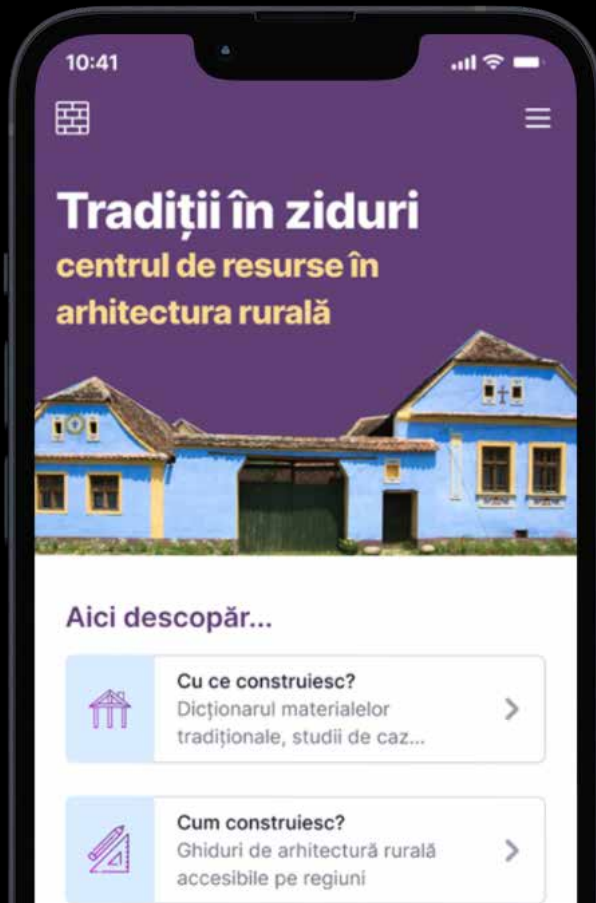 10:41
Tradiții în ziduri
centrul de resurse în
arhitectura rurală
Aici descopăr...
Cu ce construiesc?
Dicționarul materialelor
tradiționale, studii de caz...
Cum construiesc?
Ghiduri de arhitectură rurală
accesibile pe regiuni